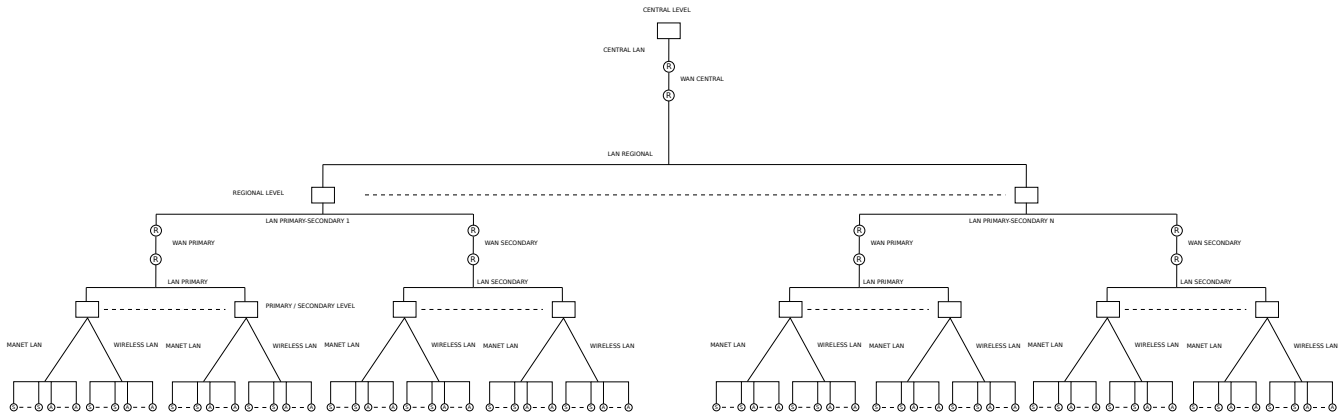 CENTRAL LEVEL
CENTRAL LAN
R
WAN CENTRAL
R
LAN REGIONAL
REGIONAL LEVEL
LAN PRIMARY-SECONDARY 1
LAN PRIMARY-SECONDARY N
R R R R
WAN PRIMARY WAN SECONDARY WAN PRIMARY WAN SECONDARY
R R R R
LAN PRIMARY LAN SECONDARY LAN PRIMARY LAN SECONDARY
PRIMARY / SECONDARY LEVEL
MANET LAN WIRELESS LAN MANET LAN WIRELESS LAN MANET LAN WIRELESS LAN MANET LAN WIRELESS LAN MANET LAN WIRELESS LAN MANET LAN WIRELESS LAN MANET LAN WIRELESS LAN MANET LAN WIRELESS LAN
S S A A S S A A S S A A S S A A S S A A S S A A S S A A S S A A S S A A S S A A S S A A S S A A S S A A S S A A S S A A S S A A